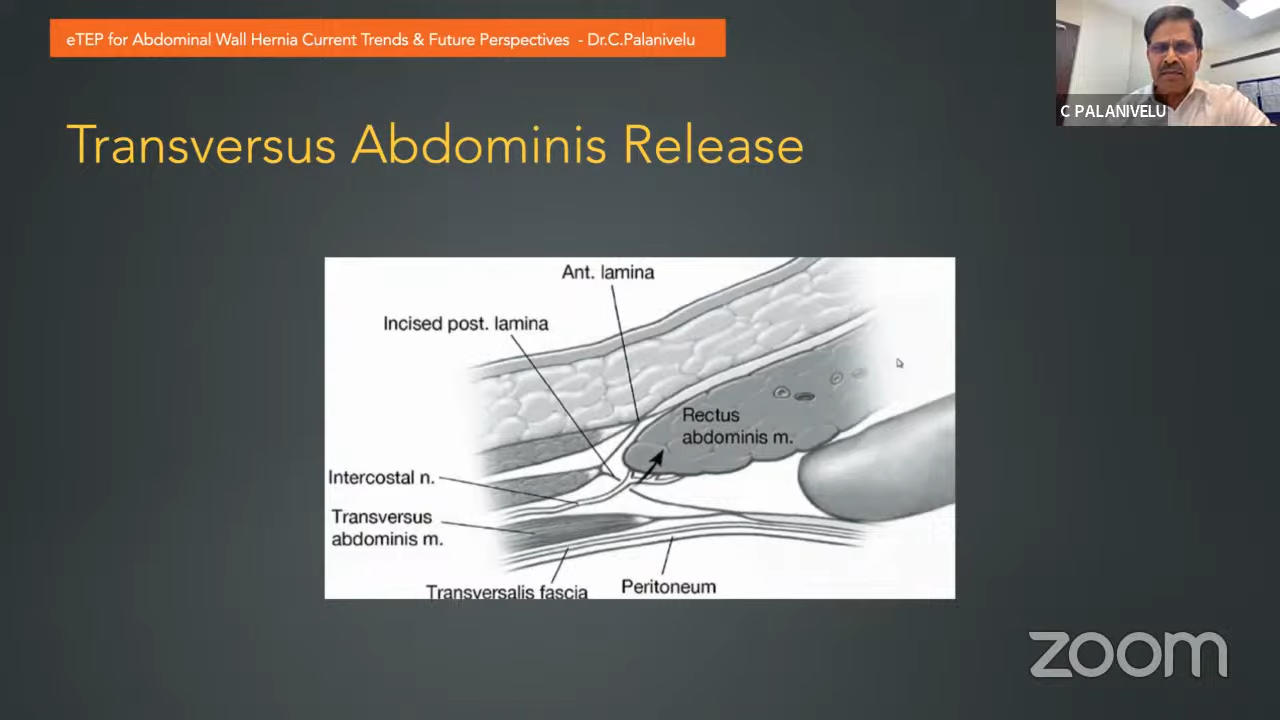 eTEP for Abdominal Wall Hernia Current Trends & Future Perspectives - Dr.C.Palanivelu
C PALANIVELU
Transversus Abdominis Release
Ant. lamina
Incised post. lamina
Rectus
abdominis m.
Intercostal n.
Transversus
abdominis m.
Transversalis fascia
Peritoneum
zoom